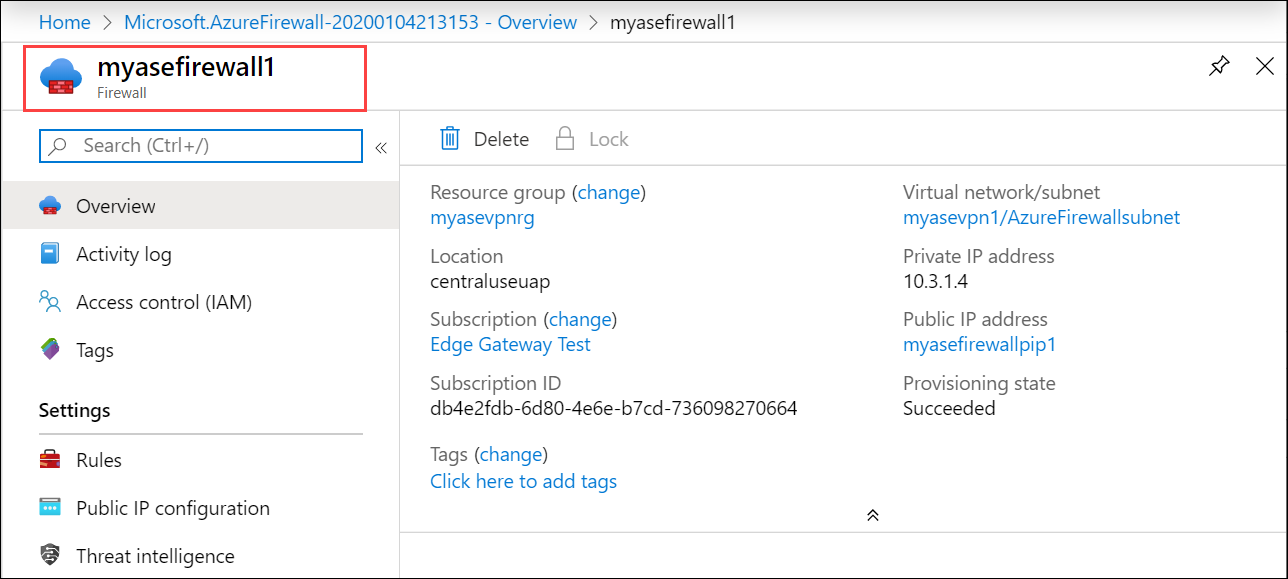 Home > Microsoft.AzureFirewall-20200104213153 - Overview > myasefirewall1
myasefirewall1
Firewall
Search (Ctrl+/)
Overview
Activity log
Access control (IAM)
Tags
Settings
Rules
Public IP configuration
Threat intelligence
Delete
Lock
Resource group (change)
myasevpnrg
Location
centraluseuap
Subscription (change)
Edge Gateway Test
Subscription ID
db4e2fdb-6d80-4e6e-b7cd-736098270664
Tags (change)
Click here to add tags
Virtual network/subnet
myasevpn1/AzureFirewallsubnet
Private IP address
10.3.1.4
Public IP address
myasefirewallpip1
Provisioning state
Succeeded